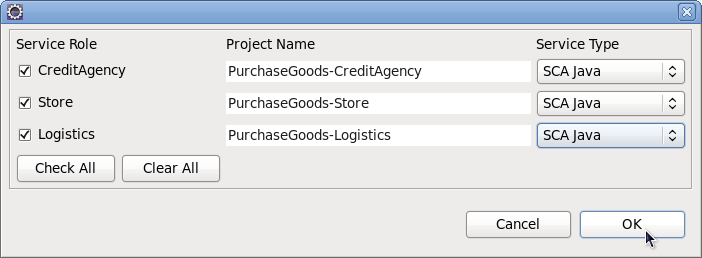 Service Role Project Name Service Type
CreditAgency PurchaseGoods-CreditAgency SCA Java
Store PurchaseGoods-Store SCA Java
Logistics PurchaseGoods-Logistics SCA Java
Check All Clear All
Cancel OK